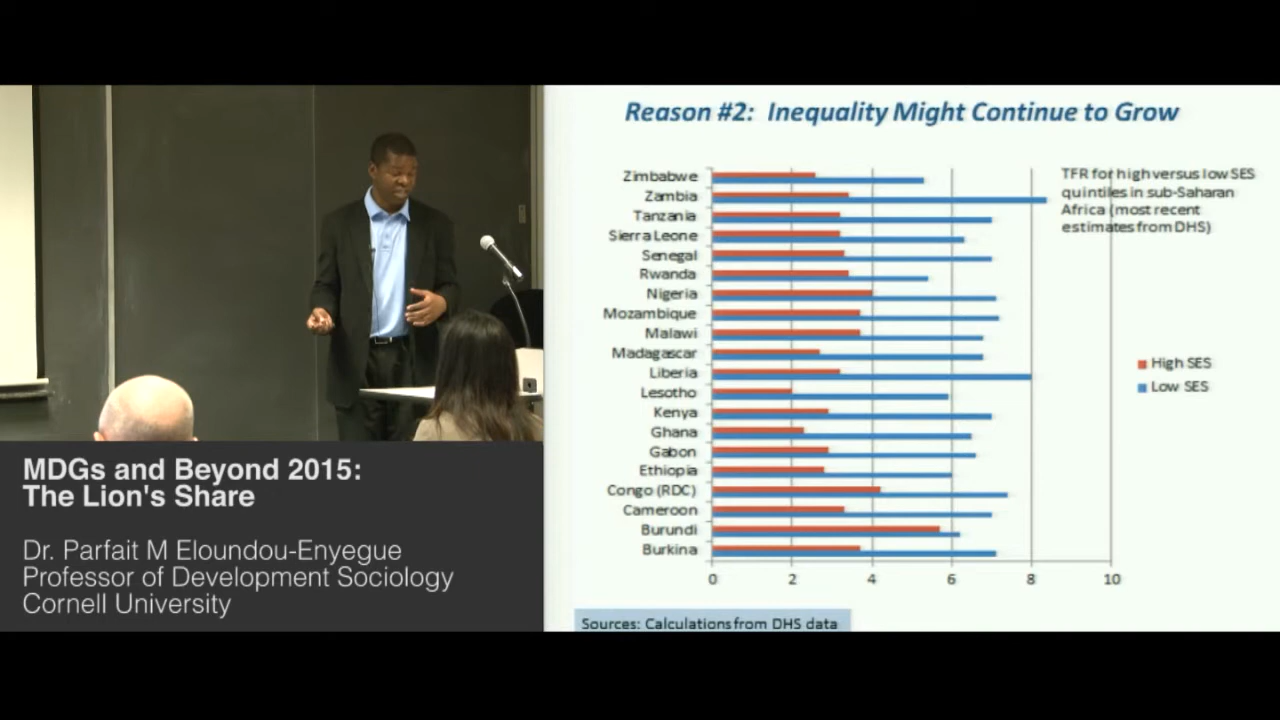 Reason #2: Inequality Might Continue to Grow
TFR for high versus low SES
quintiles in sub-Saharan
Africa (most recent
estimates from DHS)
Zimbabwe
Zambia
Tanzania
Sierra Leone
Senegal
Rwanda
Nigeria
Mozambique
Malawi
Madagascar
Liberia
Lesotho
Kenya
Ghana
Gabon
Ethiopia
Congo (RDC)
Cameroon
Burundi
Burkina
0 2 4 6 8 10
High SES
Low SES
Sources: Calculations from DHS data
MDGs and Beyond 2015:
The Lion's Share
Dr. Parfait M Eloundou-Enyegue
Professor of Development Sociology
Cornell University